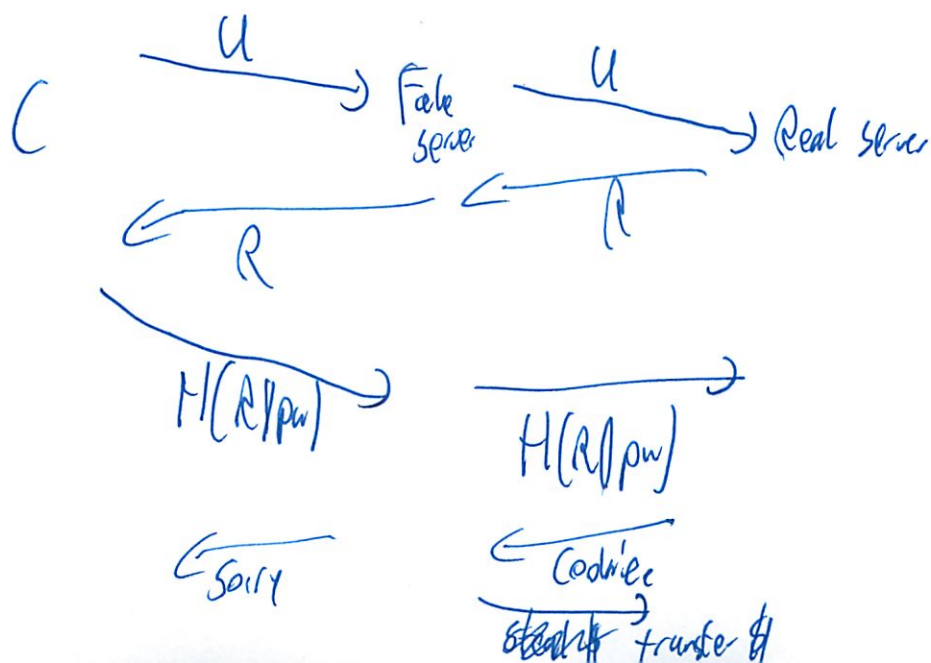 U
U
C
Fake
server
Real server
R
R
H(R||pw)
H(R||pw)
Sorry
Cookie
transfer $